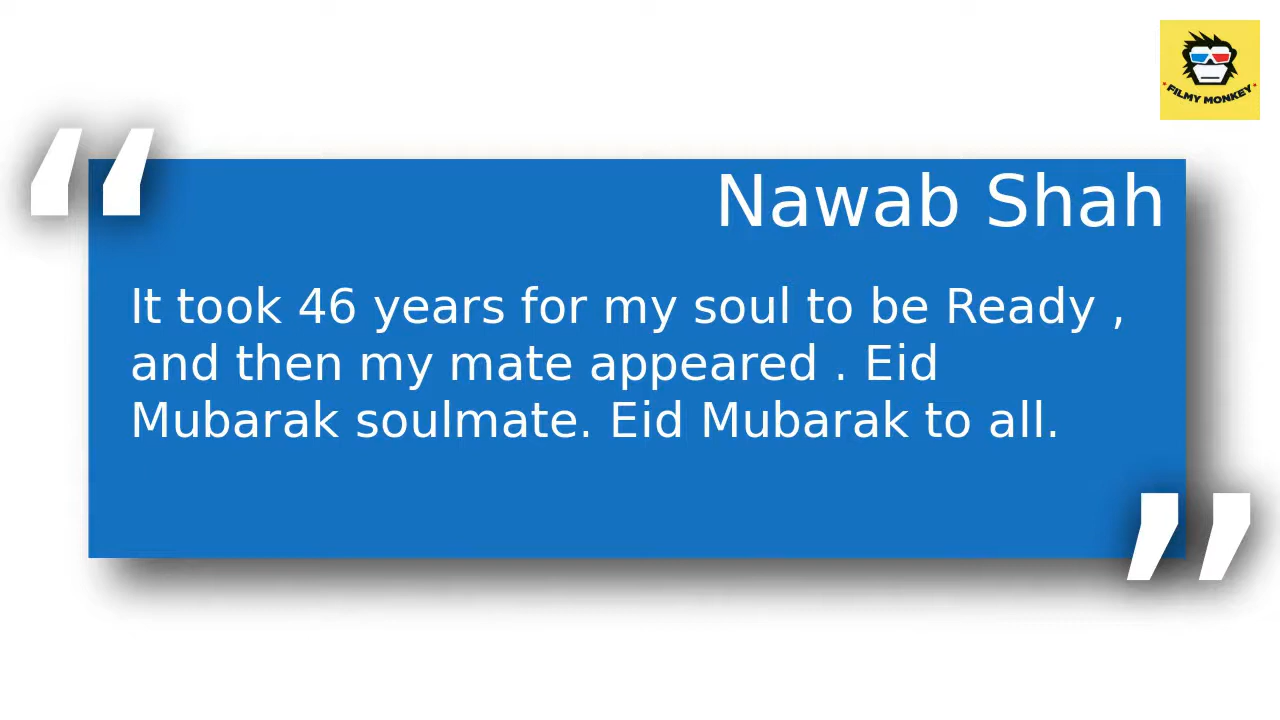 FILMY MONKEY
“
Nawab Shah
It took 46 years for my soul to be Ready ,
and then my mate appeared . Eid
Mubarak soulmate. Eid Mubarak to all.
”